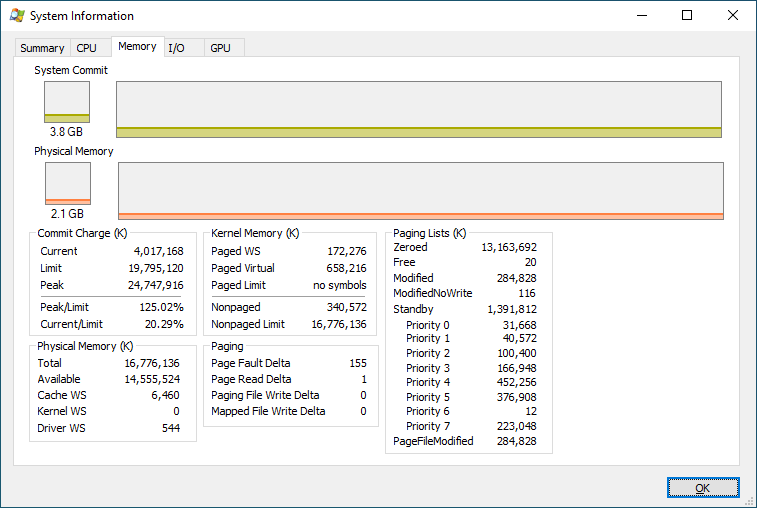 System Information
Summary CPU Memory I/O GPU
System Commit
3.8 GB
Physical Memory
2.1 GB
Commit Charge (K)
Current 4,017,168
Limit 19,795,120
Peak 24,747,916
Peak/Limit 125.02%
Current/Limit 20.29%
Physical Memory (K)
Total 16,776,136
Available 14,555,524
Cache WS 6,460
Kernel WS 0
Driver WS 544
Kernel Memory (K)
Paged WS 172,276
Paged Virtual 658,216
Paged Limit no symbols
Nonpaged 340,572
Nonpaged Limit 16,776,136
Paging
Page Fault Delta 155
Page Read Delta 1
Paging File Write Delta 0
Mapped File Write Delta 0
Paging Lists (K)
Zeroed 13,163,692
Free 20
Modified 284,828
ModifiedNoWrite 116
Standby 1,391,812
Priority 0 31,668
Priority 1 40,572
Priority 2 100,400
Priority 3 166,948
Priority 4 452,256
Priority 5 376,908
Priority 6 12
Priority 7 223,048
PageFileModified 284,828
OK